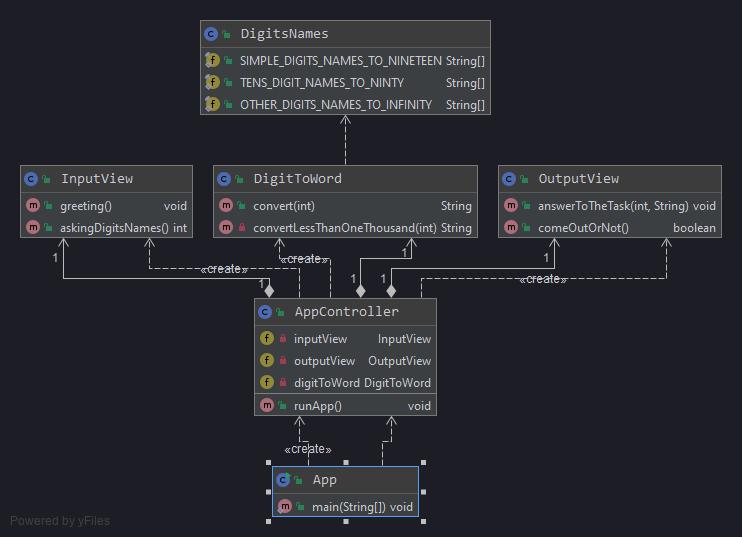 DigitsNames
SIMPLE_DIGITS_NAMES_TO_NINETEEN String[]
TENS_DIGIT_NAMES_TO_NINTY String[]
OTHER_DIGITS_NAMES_TO_INFINITY String[]
InputView
greeting() void
askingDigitsNames() int
DigitToWord
convert(int) String
convertLessThanOneThousand(int) String
OutputView
answerToTheTask(int, String) void
comeOutOrNot() boolean
1
«create»
1
«create»
1
1
1
1
«create»
AppController
inputView InputView
outputView OutputView
digitToWord DigitToWord
runApp() void
«create»
App
main(String[]) void
Powered by yFiles